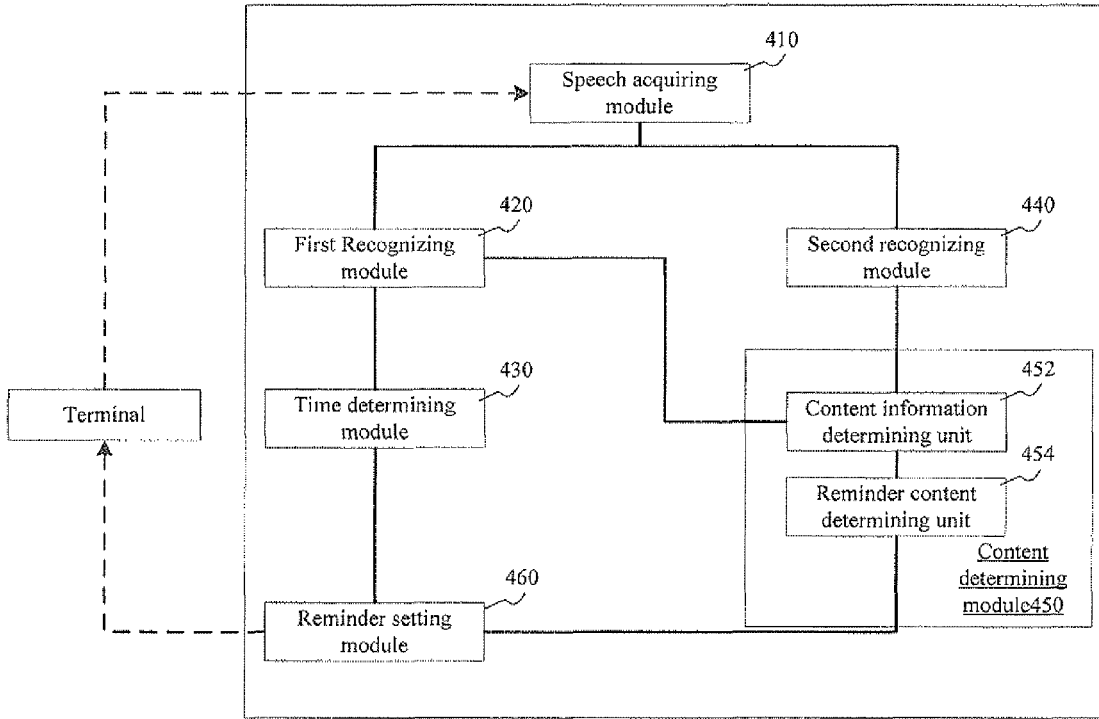 410
Speech acquiring
module
420
First Recognizing
module
440
Second recognizing
module
430
Time determining
module
Terminal
452
Content information
determining unit
454
Reminder content
determining unit
Content
determining
module450
460
Reminder setting
module